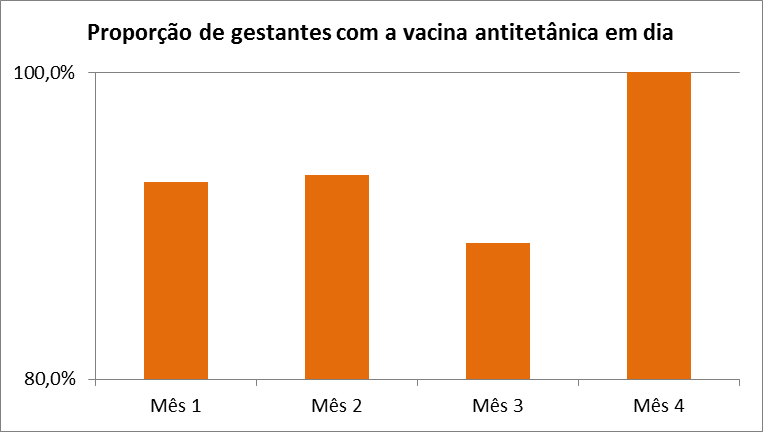 Proporção de gestantes com a vacina antitetânica em dia
100,0%
80,0%
Mês 1 Mês 2 Mês 3 Mês 4